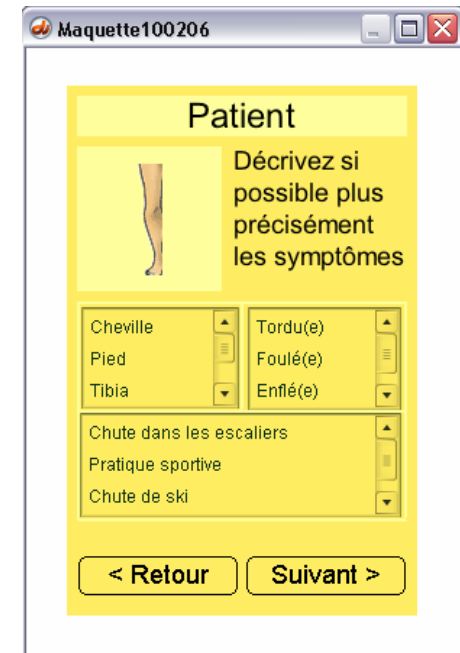 Maquette100206
Patient
Décrivez si
possible plus
précisément
les symptômes
Cheville
Pied
Tibia
Tordu(e)
Foulé(e)
Enflé(e)
Chute dans les escaliers
Pratique sportive
Chute de ski
< Retour
Suivant >